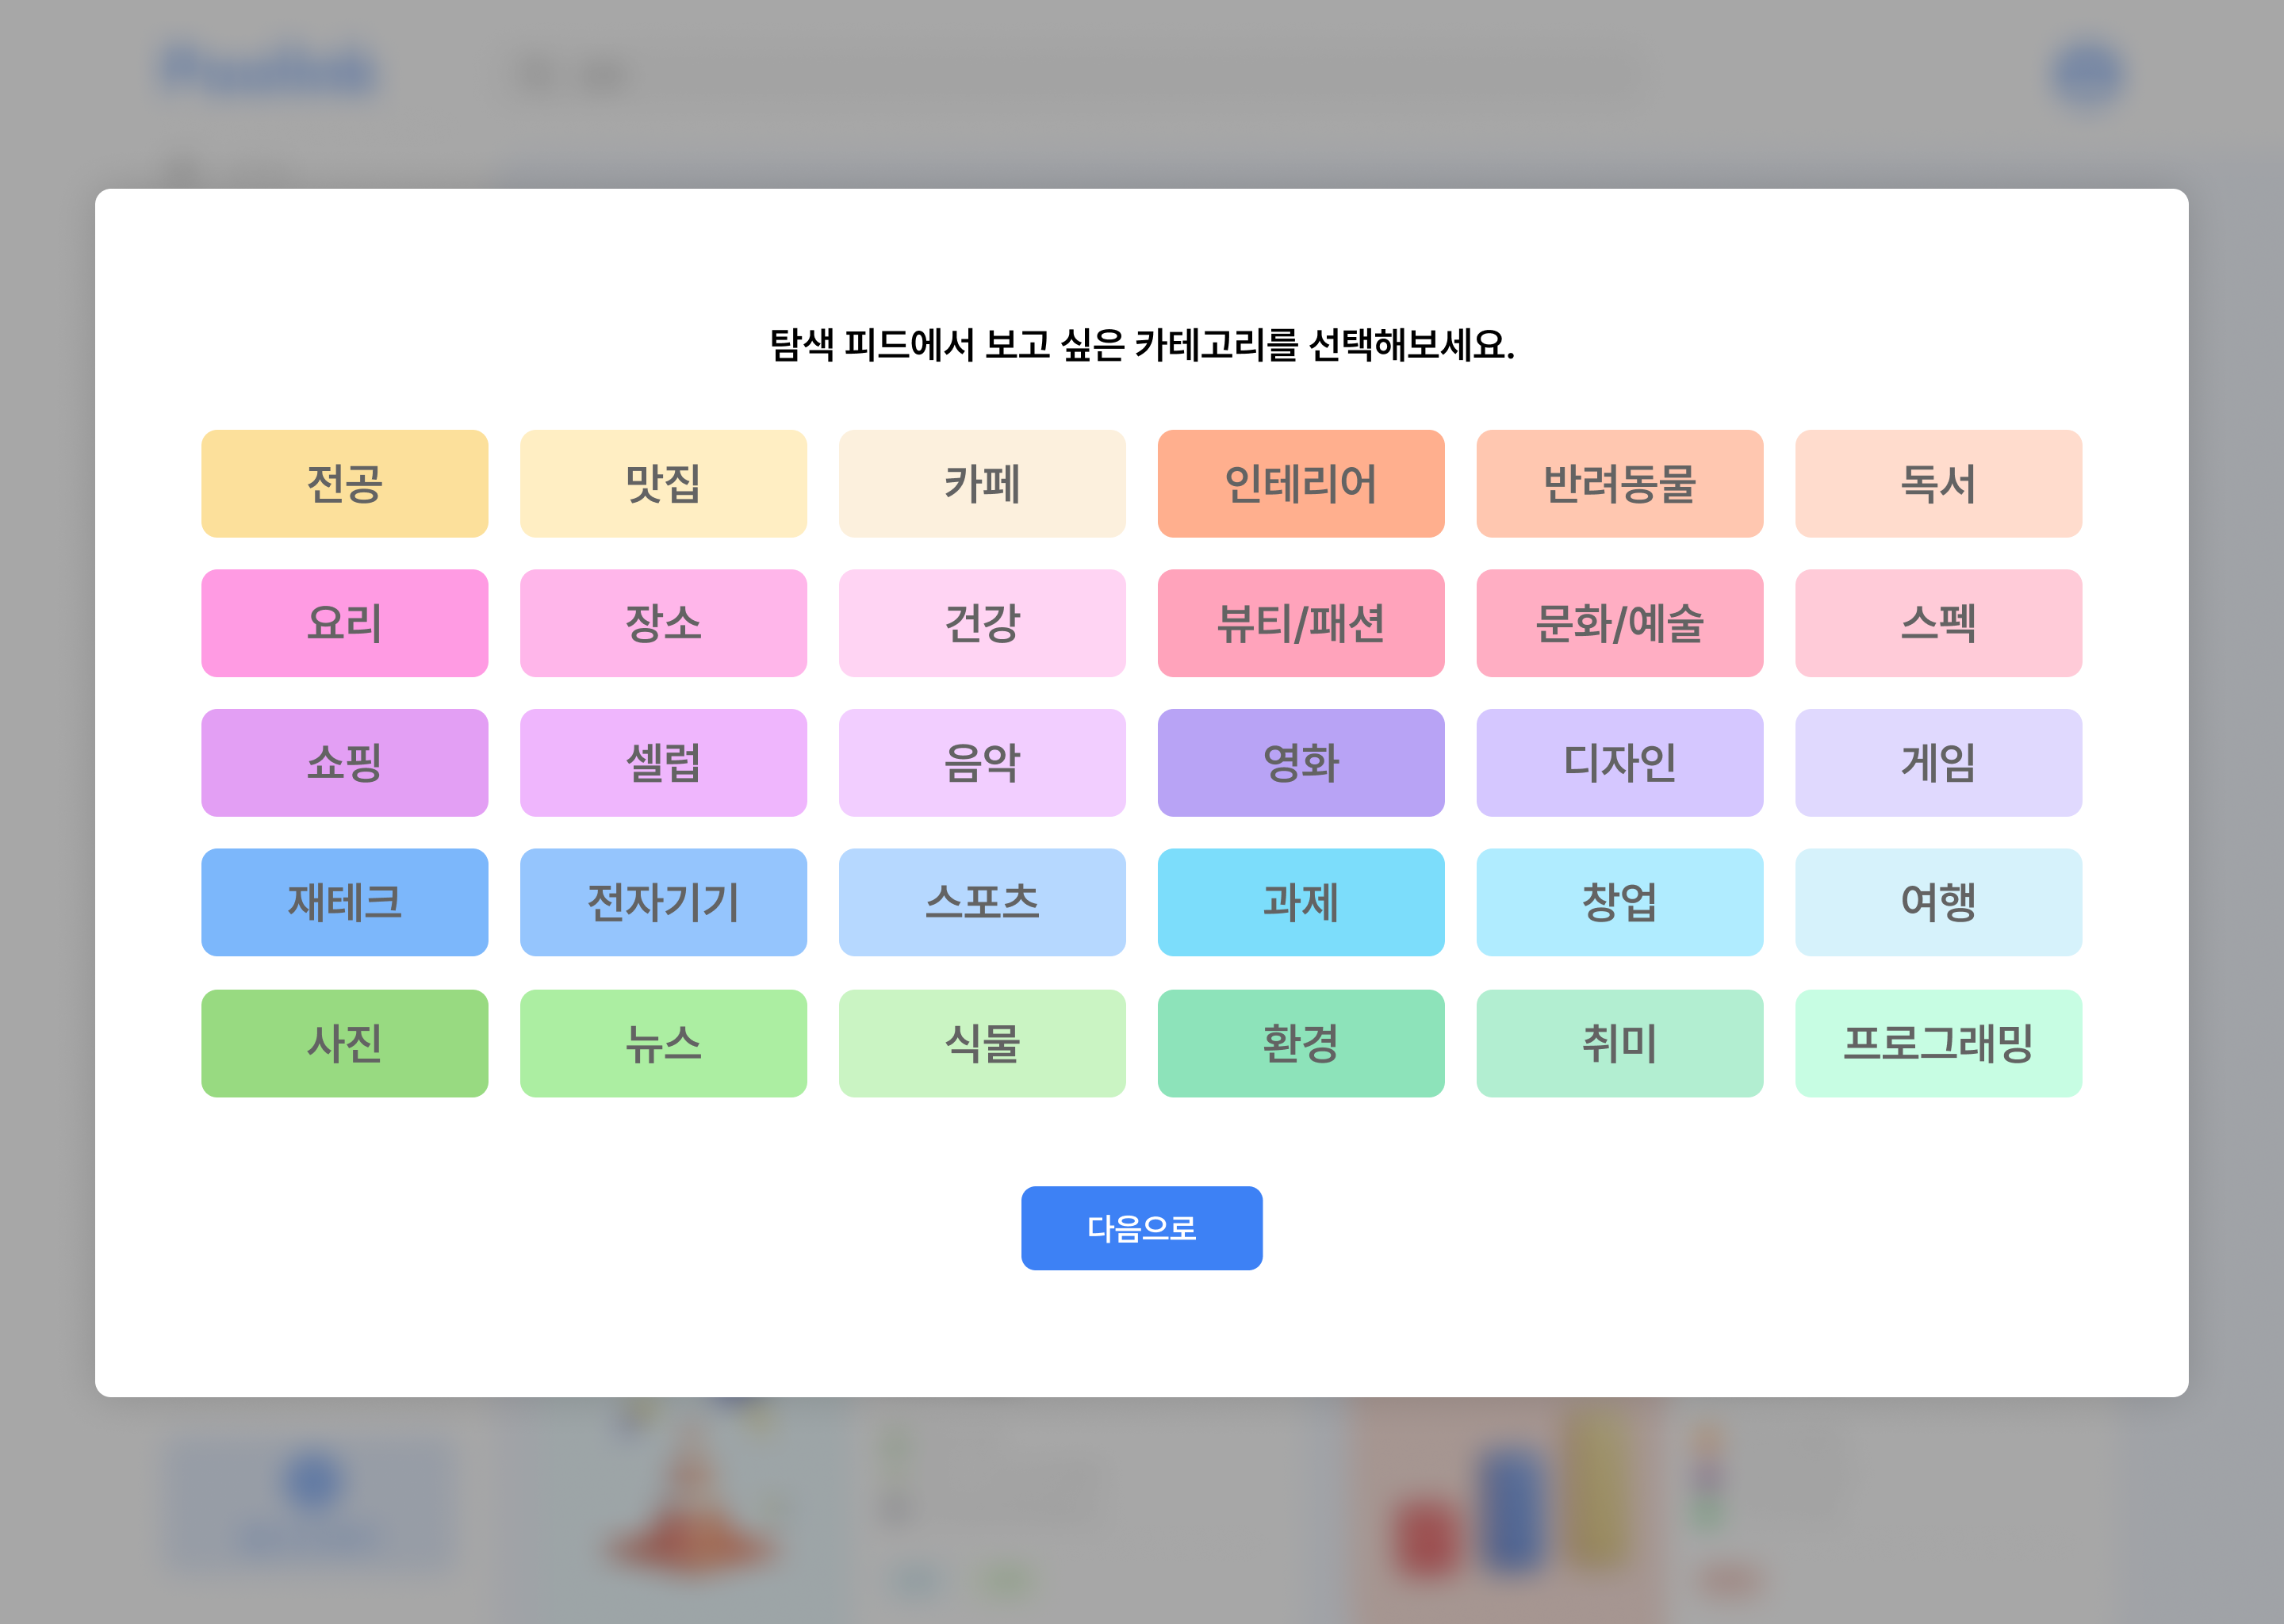 탐색 피드에서 보고 싶은 카테고리를 선택해보세요.
전공 맛집 카페 인테리어 반려동물 독서
요리 장소 건강 뷰티/패션 문화/예술 스펙
쇼핑 셀럽 음악 영화 디자인 게임
재테크 전자기기 스포츠 과제 창업 여행
사진 뉴스 식물 환경 취미 프로그래밍
다음으로